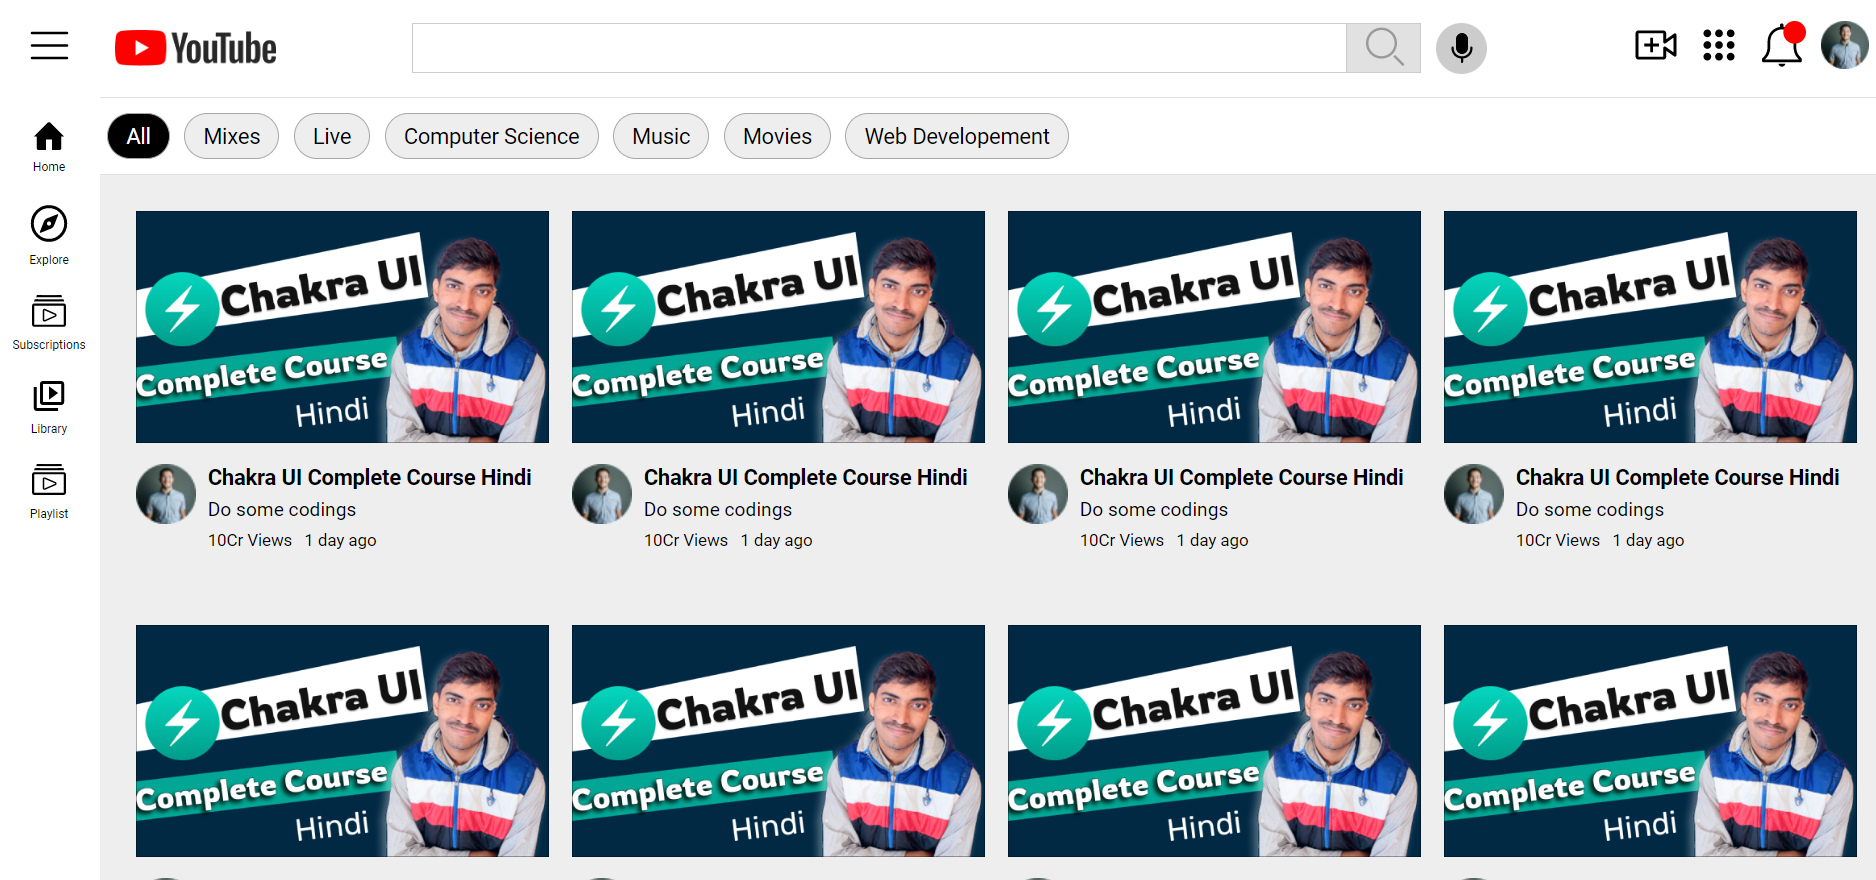 YouTube
Home
Explore
Subscriptions
Library
Playlist
All Mixes Live Computer Science Music Movies Web Developement
Chakra UI
Complete Course
Hindi
Chakra UI
Complete Course
Hindi
Chakra UI
Complete Course
Hindi
Chakra UI
Complete Course
Hindi
Chakra UI Complete Course Hindi
Do some codings
10Cr Views 1 day ago
Chakra UI Complete Course Hindi
Do some codings
10Cr Views 1 day ago
Chakra UI Complete Course Hindi
Do some codings
10Cr Views 1 day ago
Chakra UI Complete Course Hindi
Do some codings
10Cr Views 1 day ago
Chakra UI
Complete Course
Hindi
Chakra UI
Complete Course
Hindi
Chakra UI
Complete Course
Hindi
Chakra UI
Complete Course
Hindi